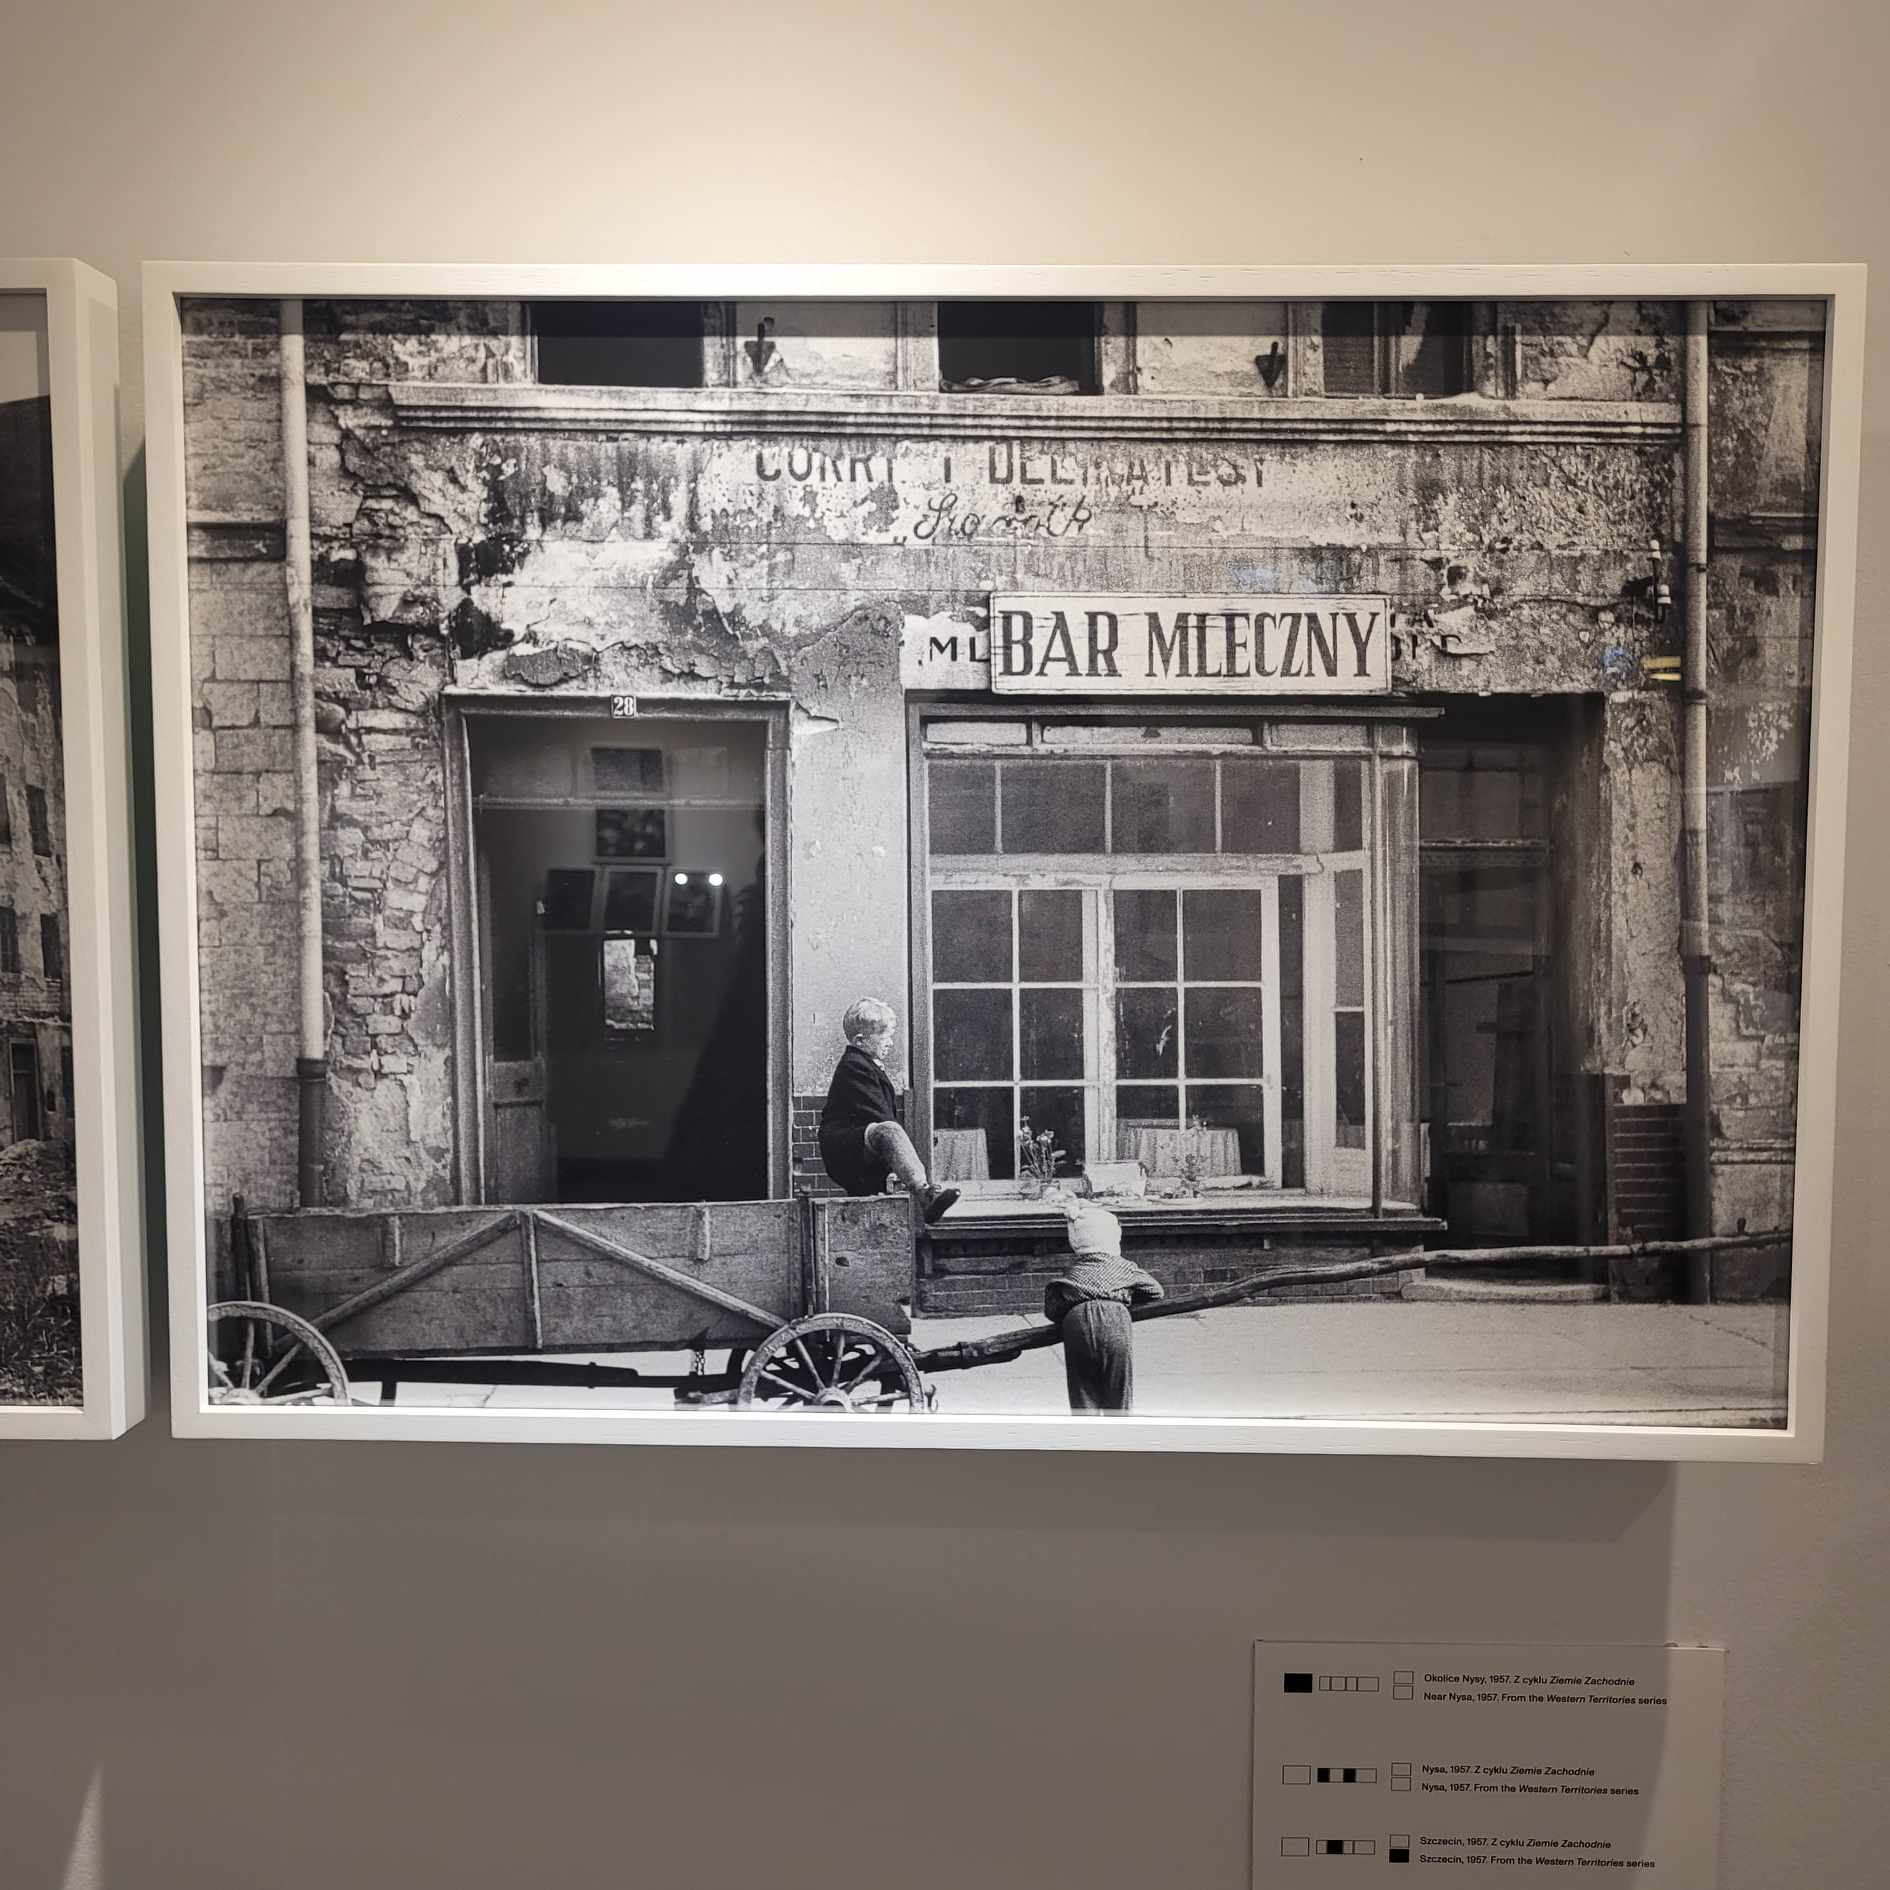 DELIKATESY
BAR MLECZNY
ML
28
Okolice Nysy, 1957. Z cyklu Ziemie Zachodnie
Near Nysa, 1957. From the Western Territories series
Nysa, 1957. Z cyklu Ziemie Zachodnie
Nysa, 1957. From the Western Territories series
Szczecin, 1957. Z cyklu Ziemie Zachodnie
Szczecin, 1957. From the Western Territories series